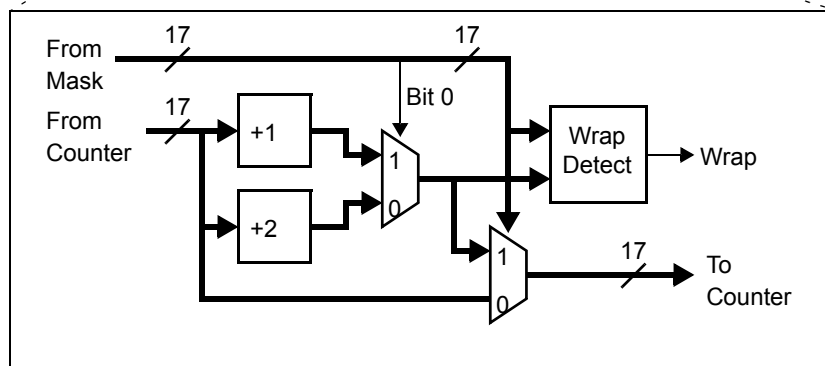 17
17
From
Mask
Bit 0
17
From
Counter
+1
1
0
Wrap
Detect
Wrap
+2
1
0
17
To
Counter